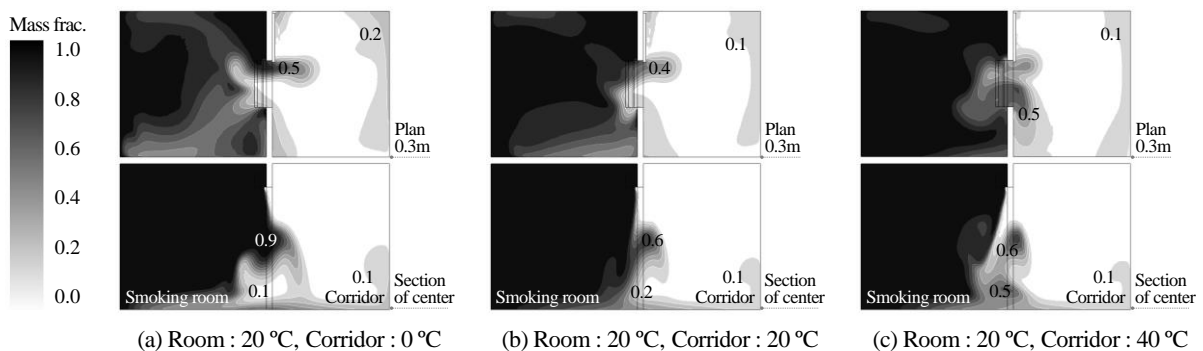 Mass frac.
1.0
0.8
0.6
0.4
0.2
0.0
0.2
0.5
Plan
0.3m
0.9
0.1
0.1
Smoking room
Corridor
Section
of center
(a) Room : 20 ºC, Corridor : 0 ºC
0.1
0.4
Plan
0.3m
0.6
0.2
0.1
Smoking room
Corridor
Section
of center
(b) Room : 20 ºC, Corridor : 20 ºC
0.1
0.5
Plan
0.3m
0.6
0.5
0.1
Smoking room
Corridor
Section
of center
(c) Room : 20 ºC, Corridor : 40 ºC